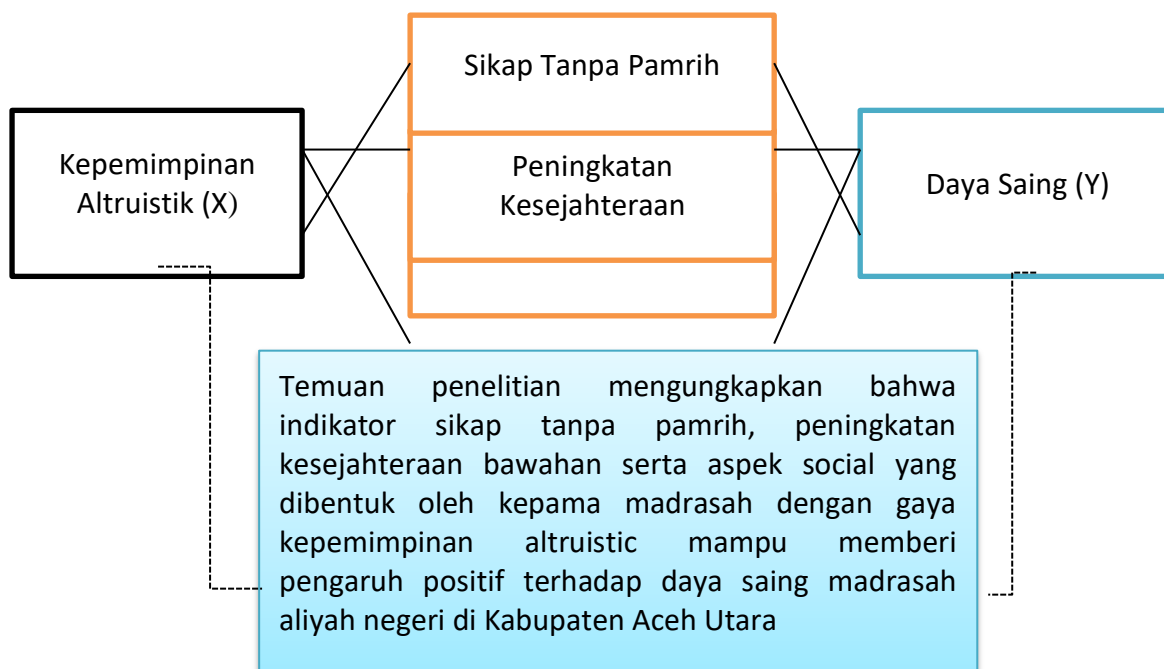 Sikap Tanpa Pamrih
Kepemimpinan
Altruistik (X)
Peningkatan
Kesejahteraan
Daya Saing (Y)
Temuan penelitian mengungkapkan bahwa
indikator sikap tanpa pamrih, peningkatan
kesejahteraan bawahan serta aspek social yang
dibentuk oleh kepama madrasah dengan gaya
kepemimpinan altruistic mampu memberi
pengaruh positif terhadap daya saing madrasah
aliyah negeri di Kabupaten Aceh Utara